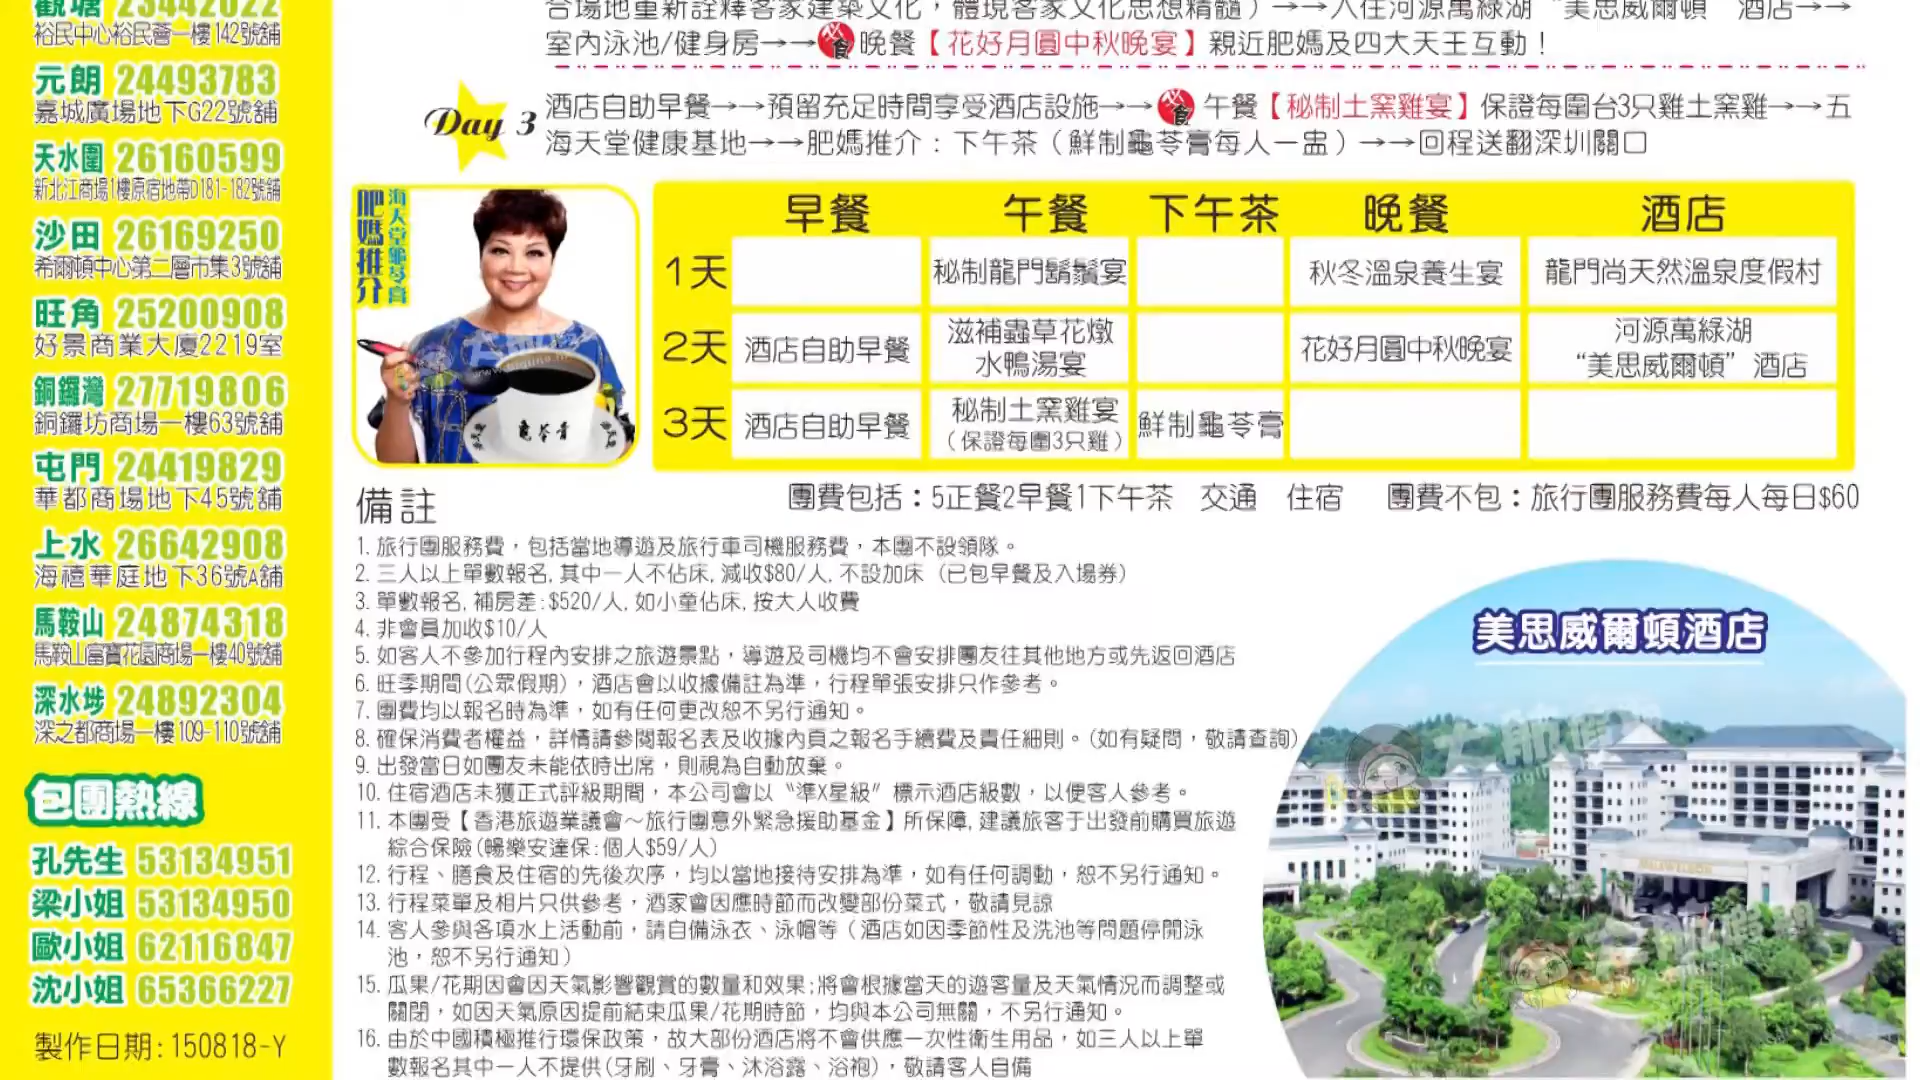 觀塘 23442022
裕民中心裕民薈一樓142號舖
元朗 24493783
嘉城廣場地下G22號舖
天水圍 26160599
新北江商場1樓原宿地帶D181-182號舖
沙田 26169250
希爾頓中心第二層市集3號舖
旺角 25200908
好景商業大廈2219室
銅鑼灣 27719806
銅鑼坊商場一樓63號舖
屯門 24419829
華都商場地下45號舖
上水 26642908
海禧華庭地下36號A舖
馬鞍山 24874318
馬鞍山富寶花園商場一樓40號舖
深水埗 24892304
深之都商場一樓109-110號舖
包團熱線
孔先生 53134951
梁小姐 53134950
歐小姐 62116847
沈小姐 65366227
製作日期:150818-Y
合場地重新詮釋客家建築文化，體現客家文化思想精髓）→→入住河源萬綠湖“美思威爾頓”酒店→→
室內泳池/健身房→→食晚餐【花好月圓中秋晚宴】親近肥媽及四大天王互動！
Day 3
酒店自助早餐→→預留充足時間享受酒店設施→→食午餐【秘制土窯雞宴】保證每圍台3只雞土窯雞→→五
海天堂健康基地→→肥媽推介：下午茶（鮮制龜苓膏每人一盅）→→回程送翻深圳關口
肥媽推介
海天堂龜苓膏
龜苓膏
早餐 午餐 下午茶 晚餐 酒店
1天 秘制龍門鬍鬚宴 秋冬溫泉養生宴 龍門尚天然溫泉度假村
2天 酒店自助早餐 滋補蟲草花燉水鴨湯宴 花好月圓中秋晚宴 河源萬綠湖“美思威爾頓”酒店
3天 酒店自助早餐 秘制土窯雞宴（保證每圍3只雞） 鮮制龜苓膏
備註
團費包括：5正餐2早餐1下午茶 交通 住宿 團費不包：旅行團服務費每人每日$60
1. 旅行團服務費，包括當地導遊及旅行車司機服務費，本團不設領隊。
2. 三人以上單數報名,其中一人不佔床,減收$80/人,不設加床 (已包早餐及入場券)
3. 單數報名,補房差:$520/人,如小童佔床,按大人收費
4. 非會員加收$10/人
5. 如客人不參加行程內安排之旅遊景點，導遊及司機均不會安排團友往其他地方或先返回酒店
6. 旺季期間(公眾假期)，酒店會以收據備註為準，行程單張安排只作參考。
7. 團費均以報名時為準，如有任何更改恕不另行通知。
8. 確保消費者權益，詳情請參閱報名表及收據內頁之報名手續費及責任細則。(如有疑問，敬請查詢)
9. 出發當日如團友未能依時出席，則視為自動放棄。
10. 住宿酒店未獲正式評級期間，本公司會以“準X星級”標示酒店級數，以便客人參考。
11. 本團受【香港旅遊業議會～旅行團意外緊急援助基金】所保障,建議旅客于出發前購買旅遊
綜合保險(暢樂安達保:個人$59/人)
12. 行程、膳食及住宿的先後次序，均以當地接待安排為準，如有任何調動，恕不另行通知。
13. 行程菜單及相片只供參考，酒家會因應時節而改變部份菜式，敬請見諒
14. 客人參與各項水上活動前，請自備泳衣、泳帽等（酒店如因季節性及洗池等問題停開泳
池，恕不另行通知）
15. 瓜果/花期因會因天氣影響觀賞的數量和效果;將會根據當天的遊客量及天氣情況而調整或
關閉，如因天氣原因提前結束瓜果/花期時節，均與本公司無關，不另行通知。
16. 由於中國積極推行環保政策，故大部份酒店將不會供應一次性衛生用品，如三人以上單
數報名其中一人不提供(牙刷、牙膏、沐浴露、浴袍)，敬請客人自備
美思威爾頓酒店